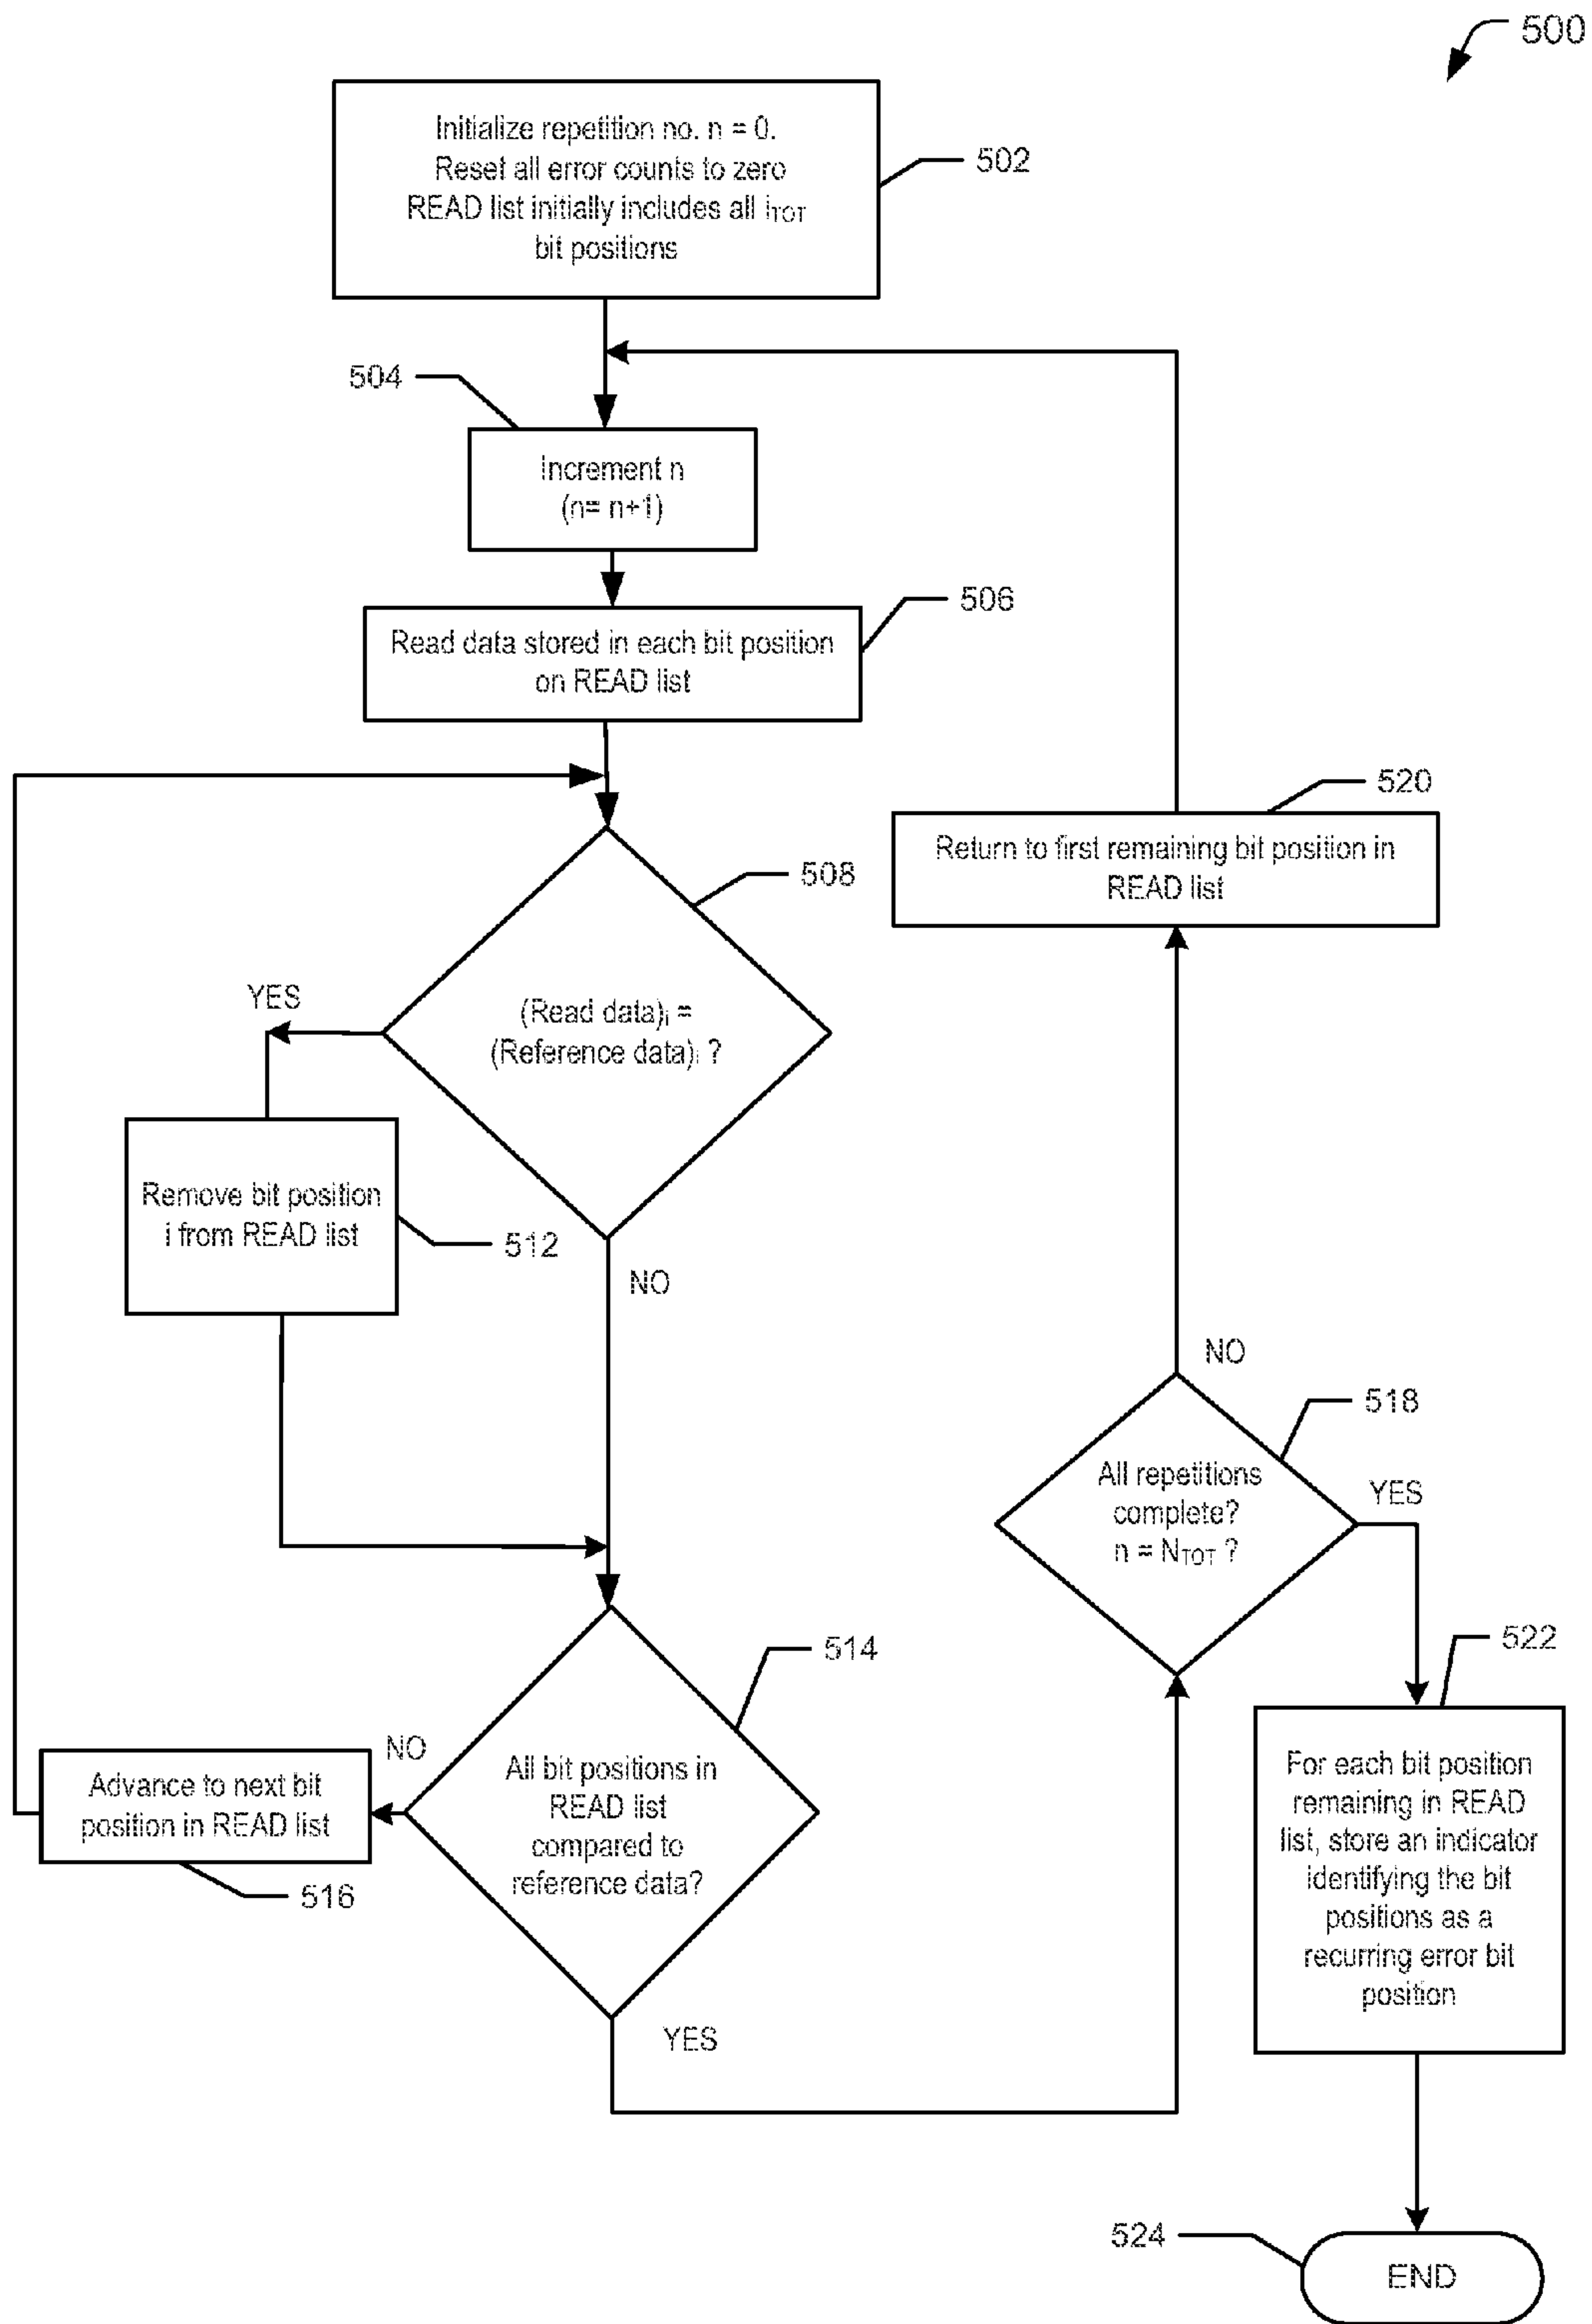 500
Initialize repetition no. n = 0.
Reset all error counts to zero
READ list initially includes all iTOT
bit positions
502
504
Increment n
(n= n+1)
506
Read data stored in each bit position
on READ list
520
Return to first remaining bit position in
READ list
508
(Read data)i =
(Reference data)i ?
YES
Remove bit position
i from READ list
512
NO
NO
518
All repetitions
complete?
n = NTOT ?
YES
514
All bit positions in
READ list
compared to
reference data?
NO
Advance to next bit
position in READ list
516
YES
522
For each bit position
remaining in READ
list, store an indicator
identifying the bit
positions as a
recurring error bit
position
524
END